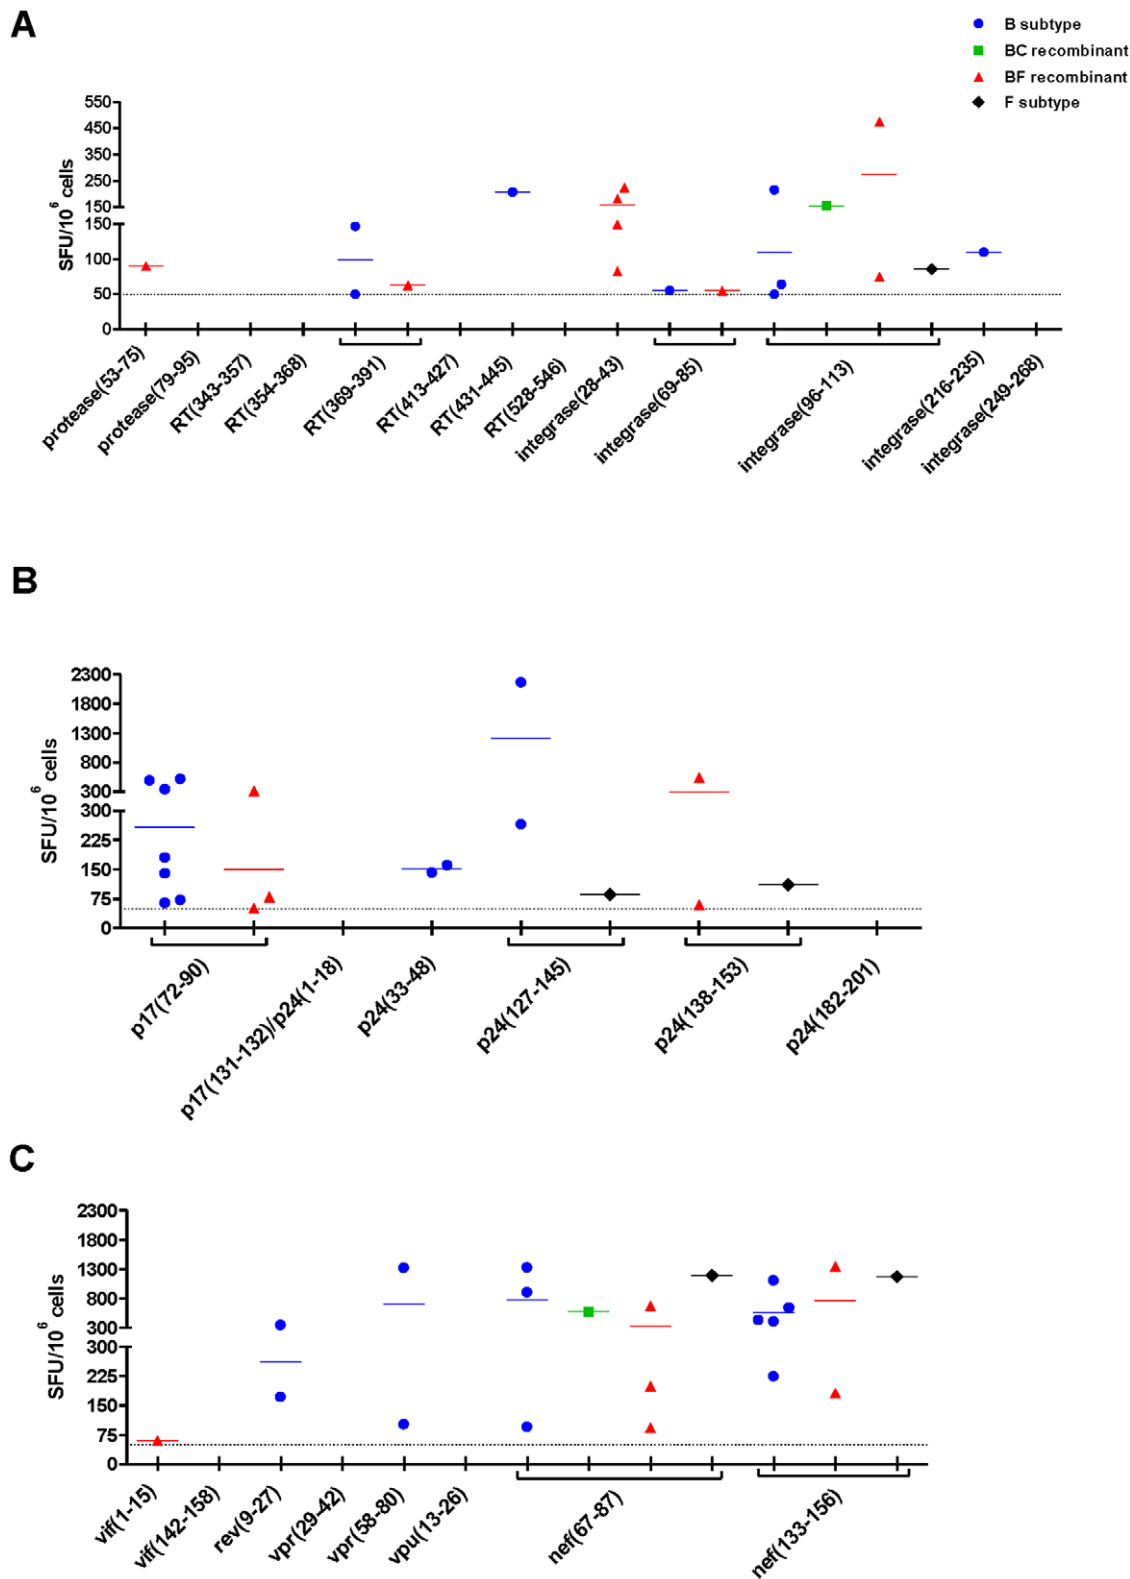 A
B subtype
BC recombinant
BF recombinant
F subtype
SFU/10^6 cells
550
450
350
250
150
150
100
50
0
protease(53-75)
protease(79-95)
RT(343-357)
RT(354-368)
RT(369-391)
RT(413-427)
RT(431-445)
RT(528-546)
integrase(28-43)
integrase(69-85)
integrase(96-113)
integrase(216-235)
integrase(249-268)
B
SFU/10^6 cells
2300
1800
1300
800
300
300
225
150
75
0
p17(72-90)
p17(131-132)/p24(1-18)
p24(33-48)
p24(127-145)
p24(138-153)
p24(182-201)
C
SFU/10^6 cells
2300
1800
1300
800
300
300
225
150
75
0
vif(1-15)
vif(142-158)
rev(9-27)
vpr(29-42)
vpr(58-80)
vpu(13-26)
nef(67-87)
nef(133-156)